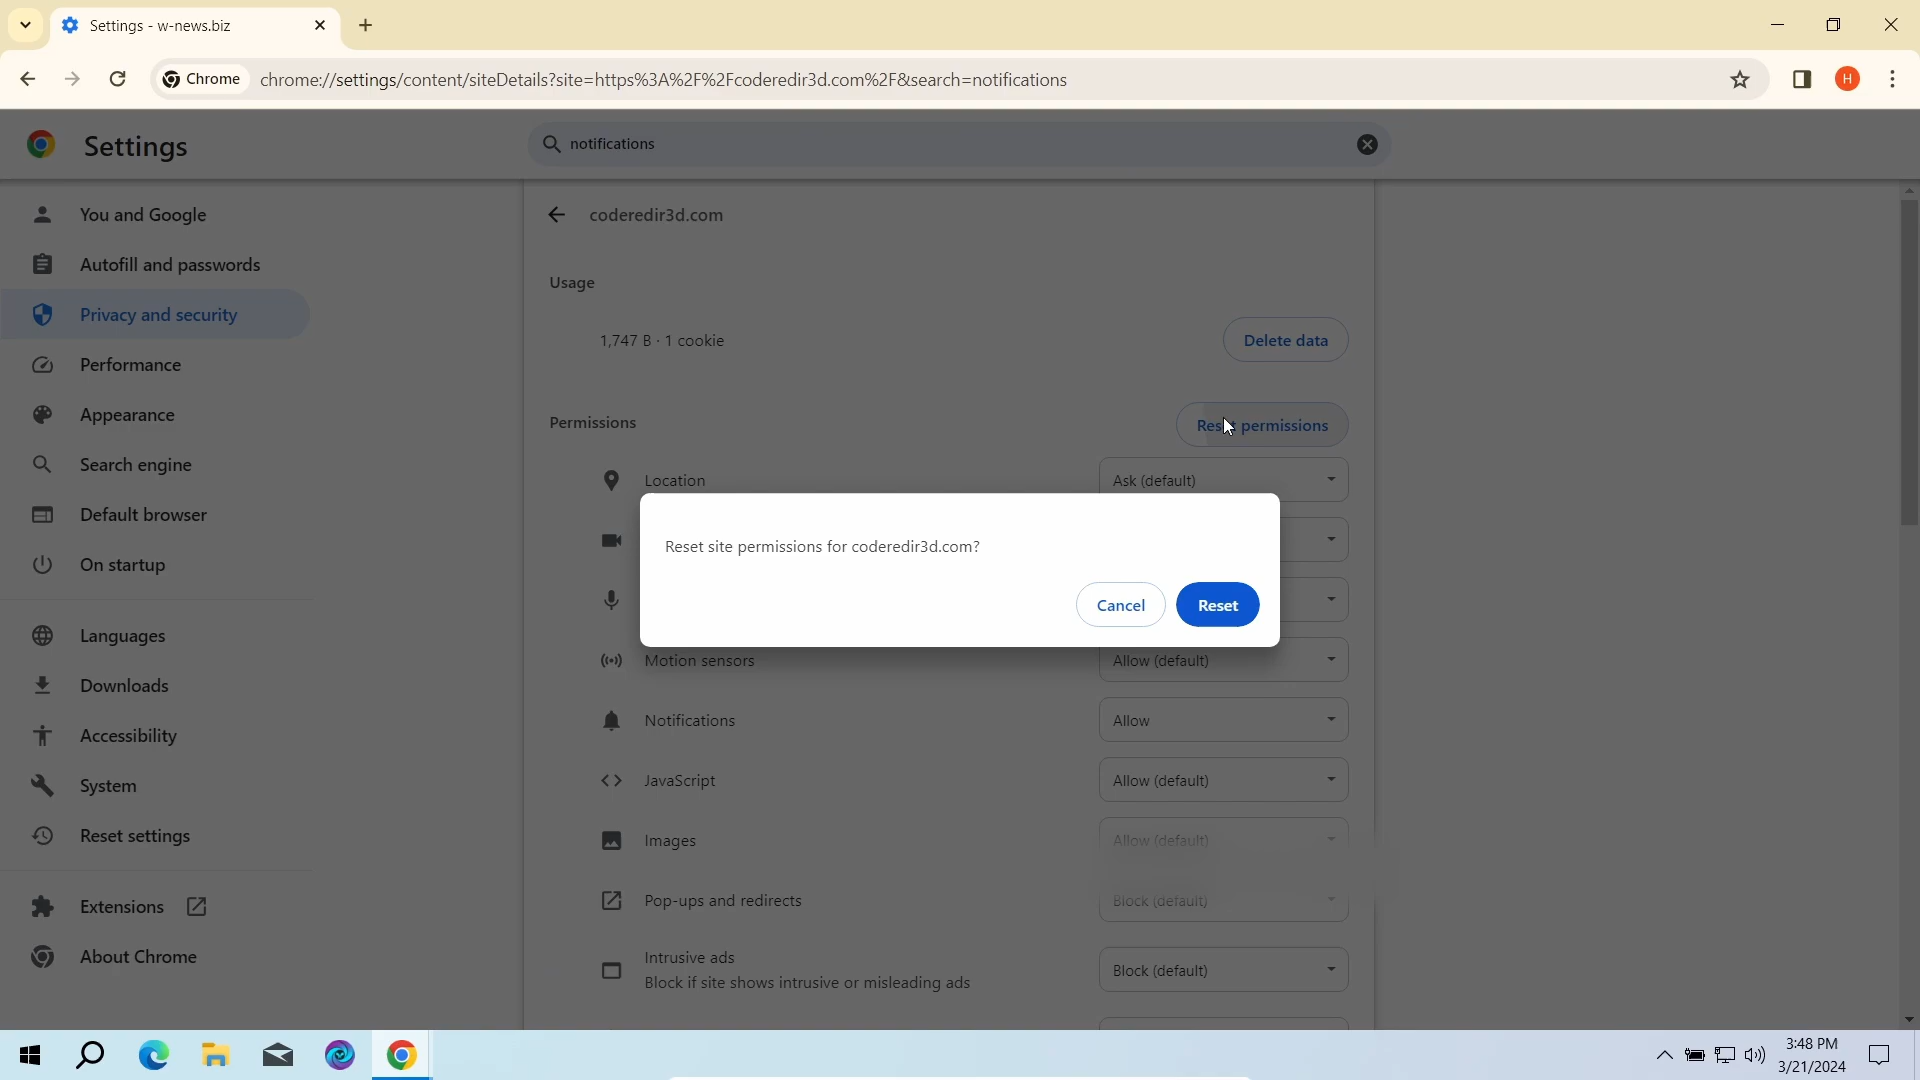 Settings - w-news.biz
Chrome
chrome://settings/content/siteDetails?site=https%3A%2F%2Fcoderedir3d.com%2F&search=notifications
H
Settings
notifications
You and Google
Autofill and passwords
Privacy and security
Performance
Appearance
Search engine
Default browser
On startup
Languages
Downloads
Accessibility
System
Reset settings
Extensions
About Chrome
coderedir3d.com
Usage
1,747 B · 1 cookie
Delete data
Permissions
Reset permissions
Location
Ask (default)
Reset site permissions for coderedir3d.com?
Cancel
Reset
Motion sensors
Allow (default)
Notifications
Allow
JavaScript
Allow (default)
Images
Allow (default)
Pop-ups and redirects
Block (default)
Intrusive ads
Block if site shows intrusive or misleading ads
Block (default)
3:48 PM
3/21/2024